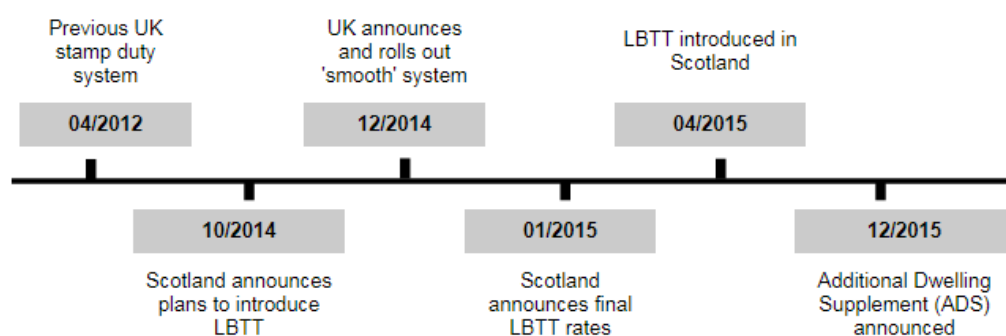 Previous UK
stamp duty
system
04/2012
UK announces
and rolls out
'smooth' system
12/2014
LBTT introduced in
Scotland
04/2015
10/2014
Scotland announces
plans to introduce
LBTT
01/2015
Scotland
announces final
LBTT rates
12/2015
Additional Dwelling
Supplement (ADS)
announced